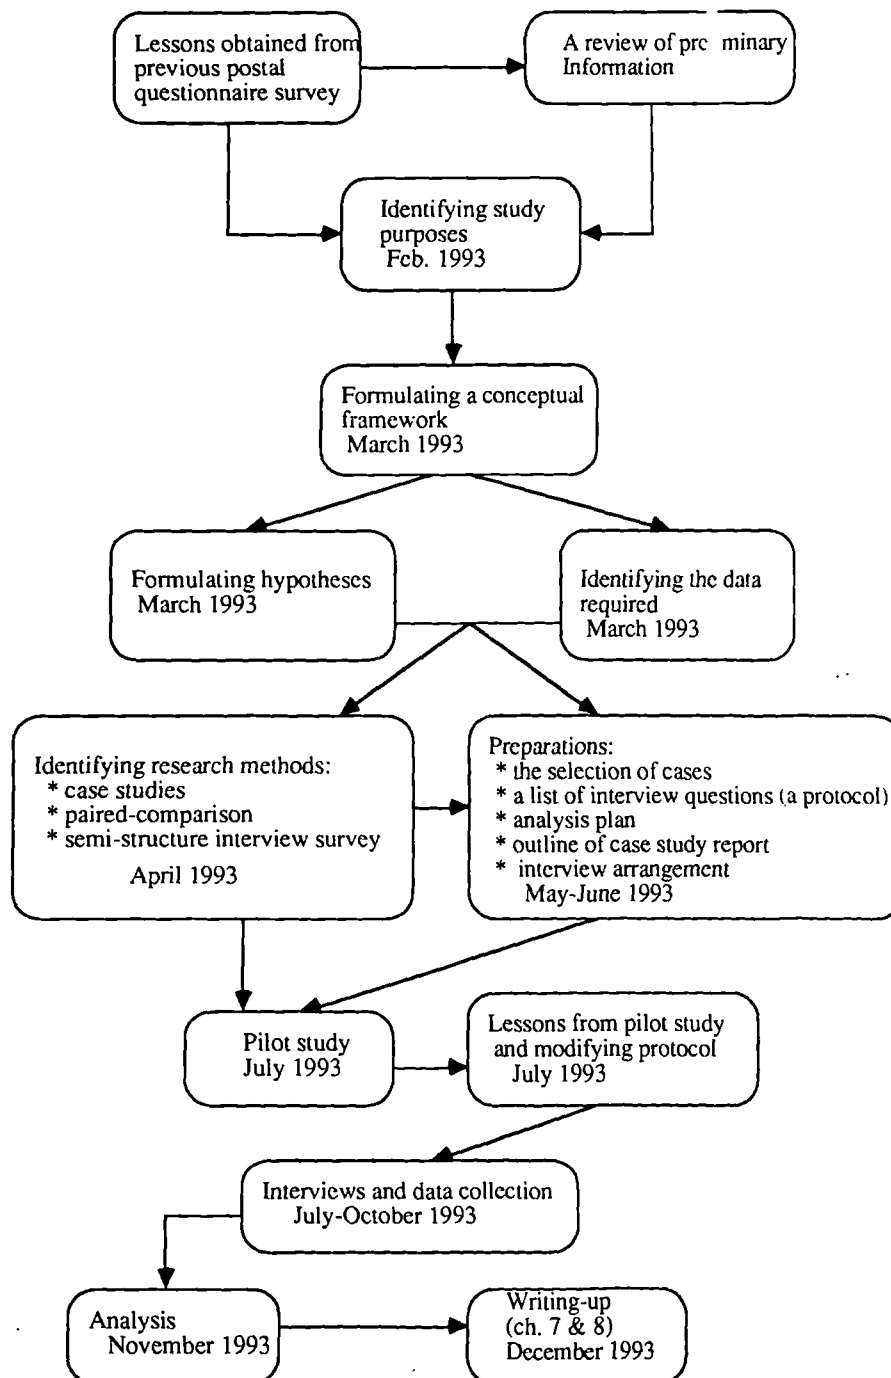 Lessons obtained from
previous postal
questionnaire survey
A review of
Information
Identifying study
purposes
Feb. 1993
Formulating a conceptual
framework
March 1993
Formulating hypotheses
March 1993
Identifying the data
required
March 1993
Identifying research methods:
* case studies
* paired-comparison
* semi-structure interview survey
April 1993
Preparations:
* the selection of cases
* a list of interview questions (a protocol)
* analysis plan
* outline of case study report
* interview arrangement
May-June 1993
Pilot study
July 1993
Lessons from pilot study
and modifying protocol
July 1993
Interviews and data collection
July-October 1993
Analysis
November 1993
Writing-up
(ch. 7 & 8)
December 1993